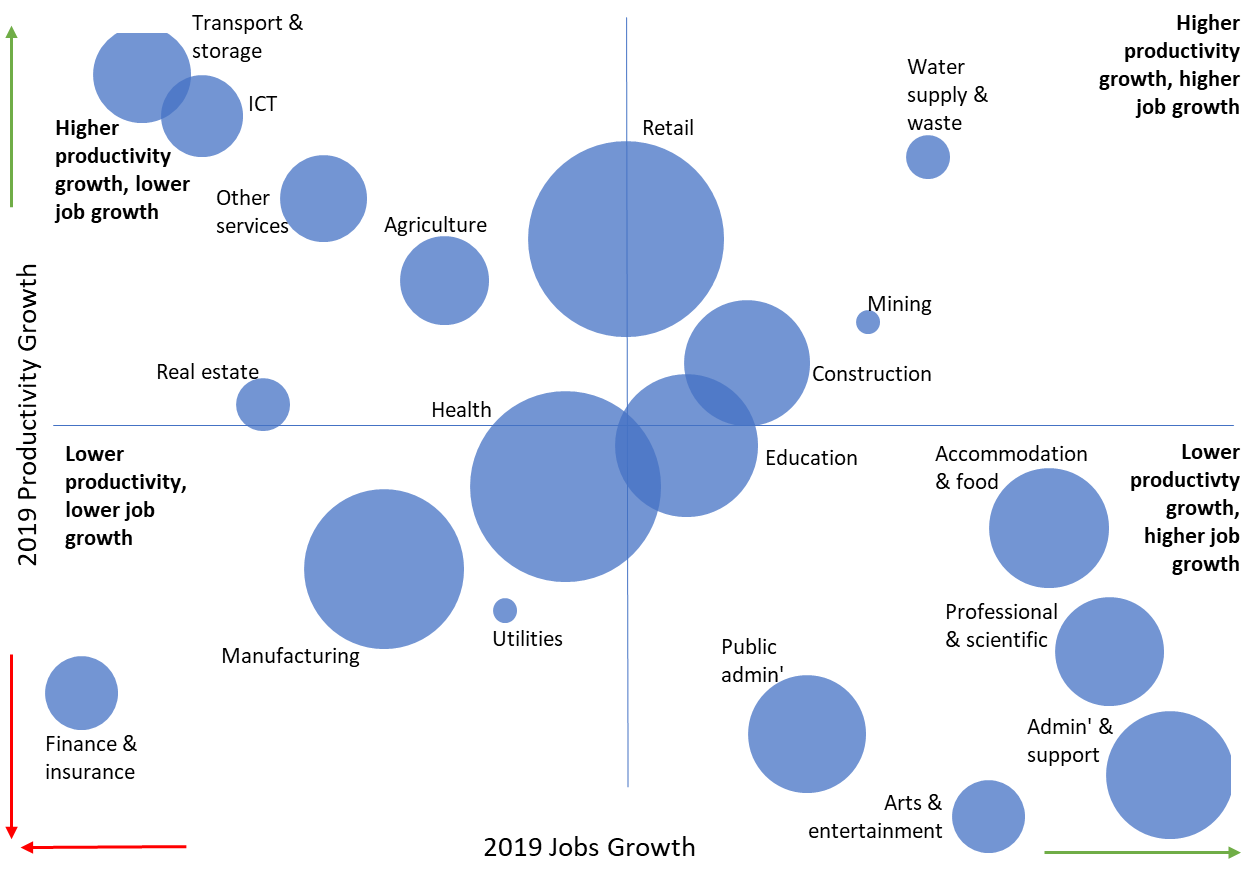 Transport &
storage
Higher
productivity
growth, higher
job growth
Water
supply &
waste
ICT
Higher
productivity
growth, lower
job growth
Retail
Other
services
Agriculture
Mining
Real estate
Construction
Health
2019 Productivity Growth
Lower
productivity,
lower job
growth
Education
Accommodation
& food
Lower
productivty
growth,
higher job
growth
Professional
& scientific
Utilities
Manufacturing
Public
admin'
Finance &
insurance
Admin' &
support
Arts &
entertainment
2019 Jobs Growth